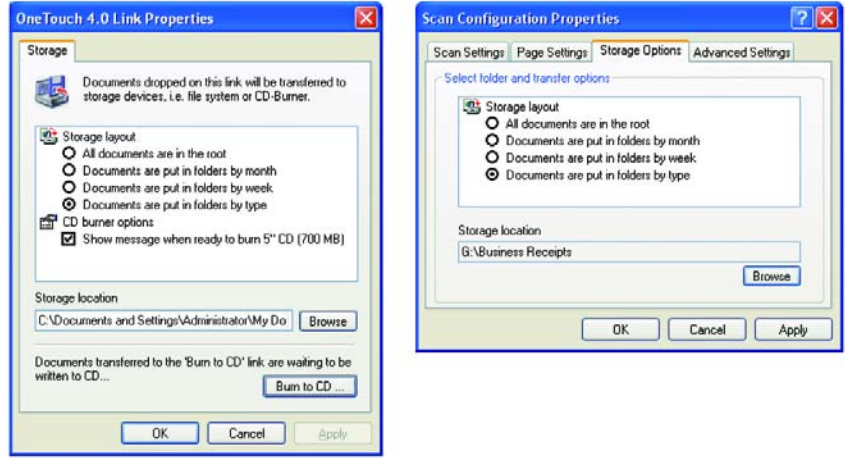 OneTouch 4.0 Link Properties
Storage
Documents dropped on this link will be transferred to
storage devices, i.e. file system or CD-Burner.
Storage layout
All documents are in the root
Documents are put in folders by month
Documents are put in folders by week
Documents are put in folders by type
CD burner options
Show message when ready to burn 5" CD (700 MB)
Storage location
C:\Documents and Settings\Administrator\My Do
Browse
Documents transferred to the 'Burn to CD' link are waiting to be
written to CD...
Burn to CD ...
OK
Cancel
Apply
Scan Configuration Properties
Scan Settings
Page Settings
Storage Options
Advanced Settings
Select folder and transfer options
Storage layout
All documents are in the root
Documents are put in folders by month
Documents are put in folders by week
Documents are put in folders by type
Storage location
G:\Business Receipts
Browse
OK
Cancel
Apply